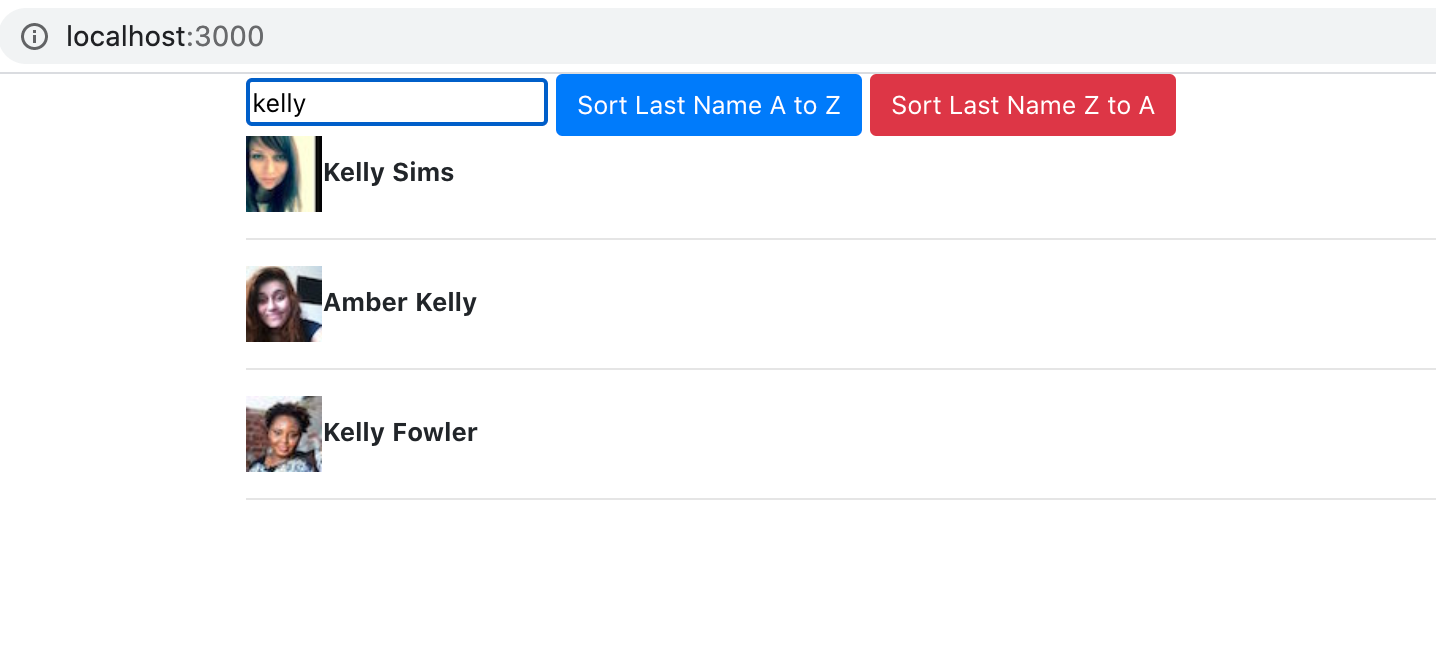 localhost:3000
kelly Sort Last Name A to Z Sort Last Name Z to A
Kelly Sims
Amber Kelly
Kelly Fowler